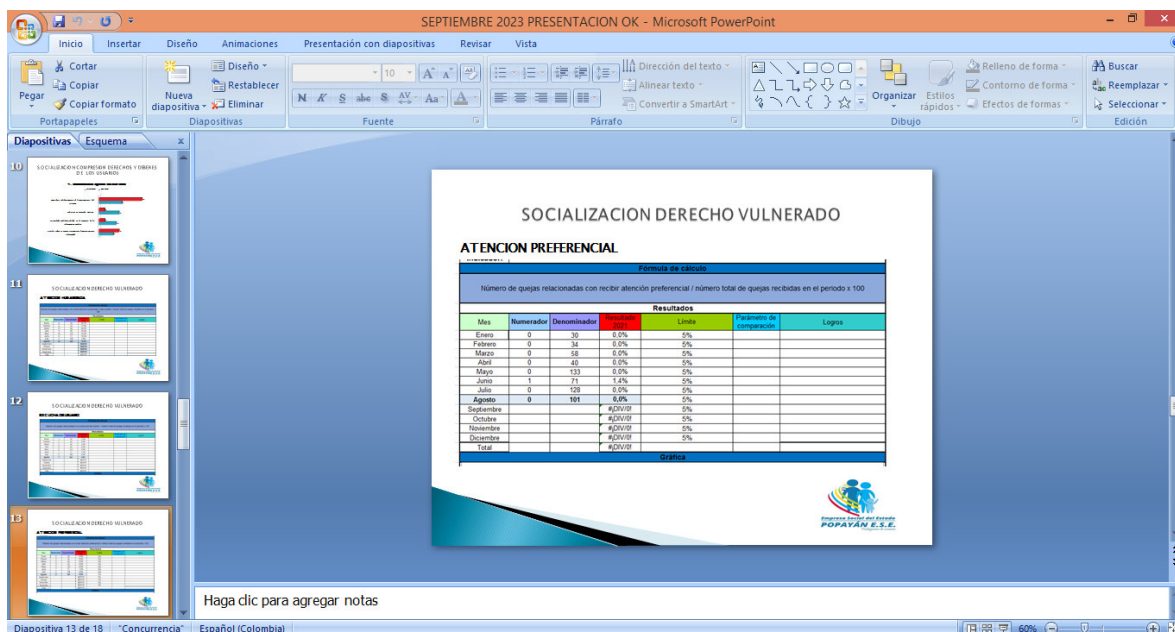 SEPTIEMBRE 2023 PRESENTACION OK - Microsoft PowerPoint
Inicio Insertar Diseño Animaciones Presentación con diapositivas Revisar Vista
Pegar
Cortar
Copiar
Copiar formato
Portapapeles
Nueva diapositiva
Diseño
Restablecer
Eliminar
Diapositivas
10
N K S abe S AV Aa A
Fuente
Dirección del texto
Alinear texto
Convertir a SmartArt
Párrafo
Organizar
Estilos rápidos
Relleno de forma
Contorno de forma
Efectos de formas
Dibujo
Buscar
Reemplazar
Seleccionar
Edición
Diapositivas Esquema x
10
SOCIALIZACION COMPRESION DERECHOS Y DEBERES
DE LOS USUARIOS
11
SOCIALIZACION DERECHO VULNERADO
12
SOCIALIZACION DERECHO VULNERADO
13
SOCIALIZACION DERECHO VULNERADO
ATENCION PREFERENCIAL
SOCIALIZACION DERECHO VULNERADO
ATENCION PREFERENCIAL
Fórmula de cálculo
Número de quejas relacionadas con recibir atención preferencial / número total de quejas recibidas en el periodo x 100
Resultados
Mes Numerador Denominador Resultado 2021 Límite Parámetro de comparación Logros
Enero 0 30 0,0% 5%
Febrero 0 34 0,0% 5%
Marzo 0 58 0,0% 5%
Abril 0 40 0,0% 5%
Mayo 0 133 0,0% 5%
Junio 1 71 1,4% 5%
Julio 0 128 0,0% 5%
Agosto 0 101 0,0% 5%
Septiembre #¡DIV/0! 5%
Octubre #¡DIV/0! 5%
Noviembre #¡DIV/0! 5%
Diciembre #¡DIV/0! 5%
Total #¡DIV/0!
Gráfica
Empresa Social del Estado
POPAYÁN E.S.E.
Haga clic para agregar notas
Diapositiva 13 de 18 "Concurrencia" Español (Colombia) 60%